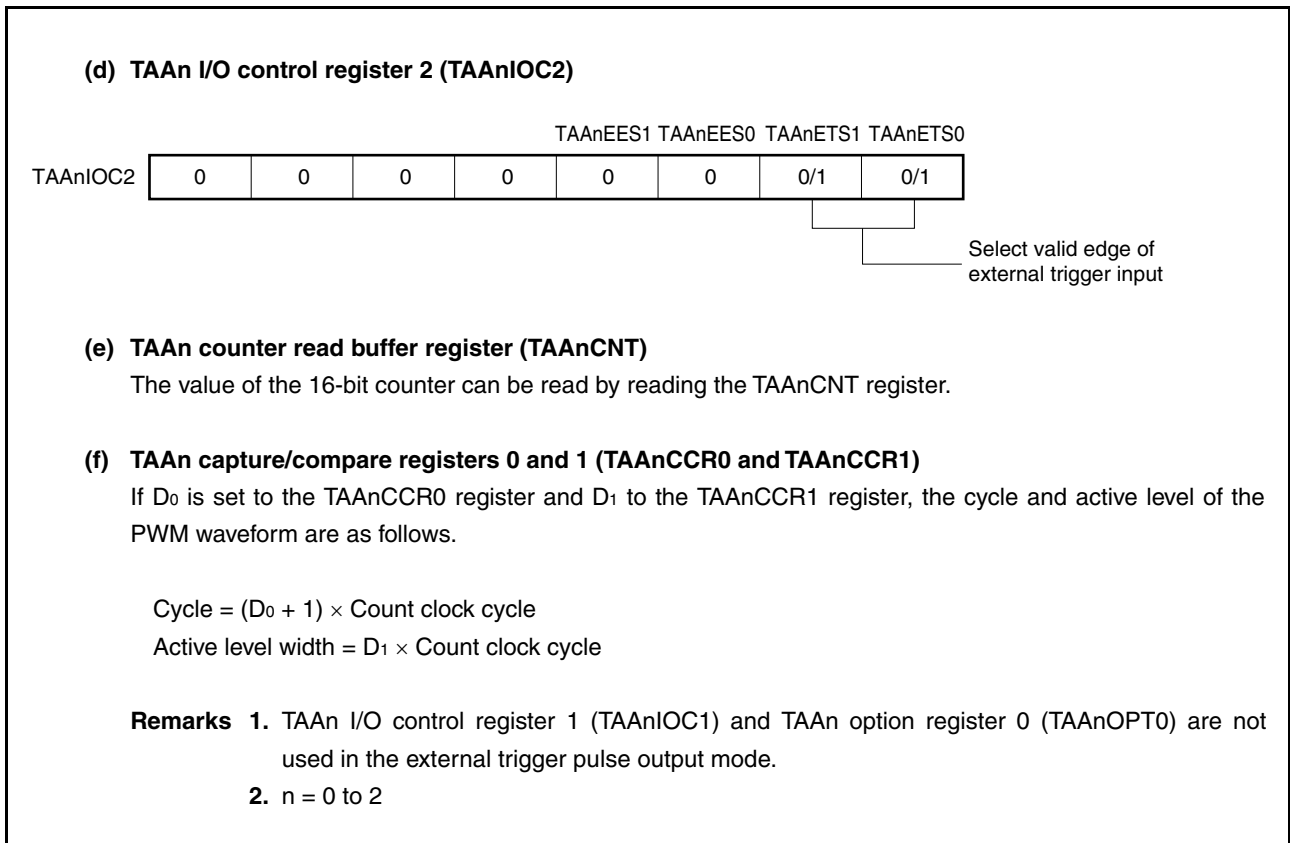 (d) TAAn I/O control register 2 (TAAnIOC2)
TAAnEES1 TAAnEES0 TAAnETS1 TAAnETS0
TAAnIOC2 0 0 0 0 0 0 0/1 0/1
Select valid edge of
external trigger input
(e) TAAn counter read buffer register (TAAnCNT)
The value of the 16-bit counter can be read by reading the TAAnCNT register.
(f) TAAn capture/compare registers 0 and 1 (TAAnCCR0 and TAAnCCR1)
If D0 is set to the TAAnCCR0 register and D1 to the TAAnCCR1 register, the cycle and active level of the
PWM waveform are as follows.
Cycle = (D0 + 1) × Count clock cycle
Active level width = D1 × Count clock cycle
Remarks 1. TAAn I/O control register 1 (TAAnIOC1) and TAAn option register 0 (TAAnOPT0) are not
used in the external trigger pulse output mode.
2. n = 0 to 2